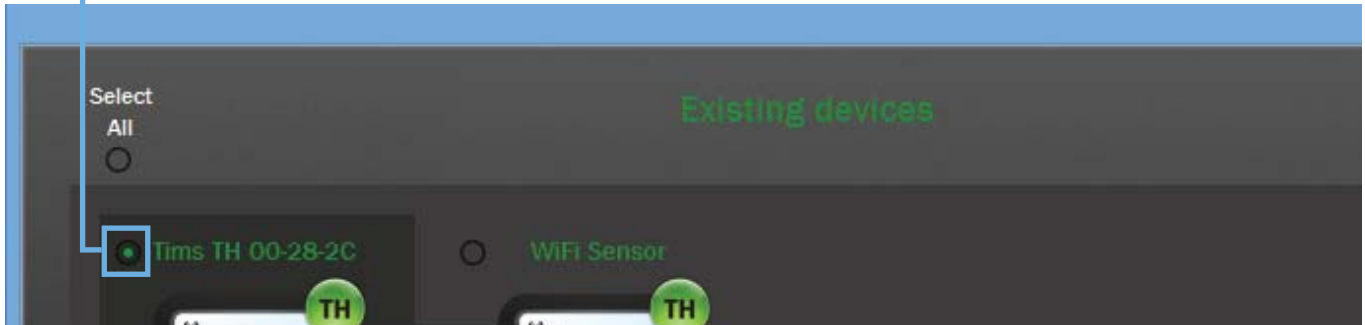 Select
All
Existing devices
Tims TH 00-28-2C
WiFi Sensor
TH
TH